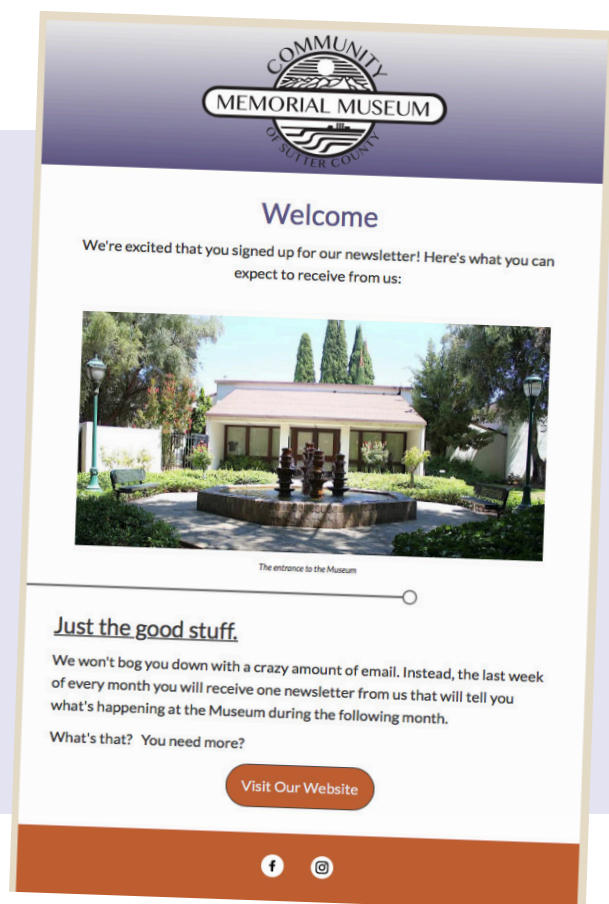 COMMUNITY
MEMORIAL MUSEUM
OF SUTTER COUNTY
Welcome
We're excited that you signed up for our newsletter! Here's what you can
expect to receive from us:
The entrance to the Museum
Just the good stuff.
We won't bog you down with a crazy amount of email. Instead, the last week
of every month you will receive one newsletter from us that will tell you
what's happening at the Museum during the following month.
What's that? You need more?
Visit Our Website